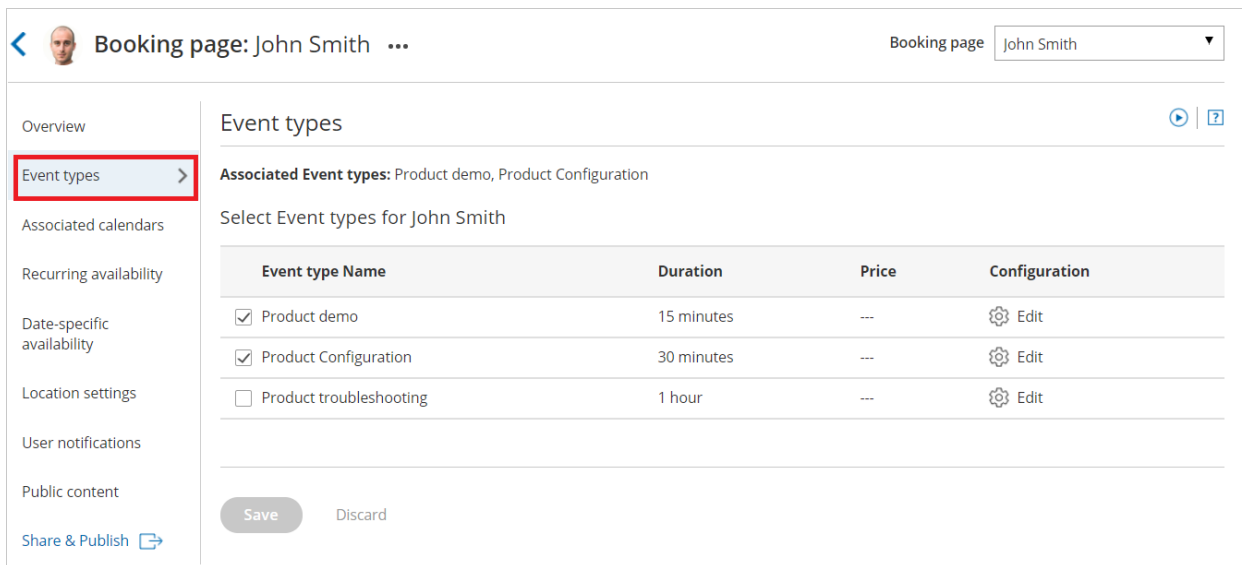 Booking page: John Smith ...
Booking page John Smith
Overview
Event types
Associated calendars
Recurring availability
Date-specific
availability
Location settings
User notifications
Public content
Share & Publish
Event types
?
Associated Event types: Product demo, Product Configuration
Select Event types for John Smith
Event type Name Duration Price Configuration
Product demo 15 minutes --- Edit
Product Configuration 30 minutes --- Edit
Product troubleshooting 1 hour --- Edit
Save Discard